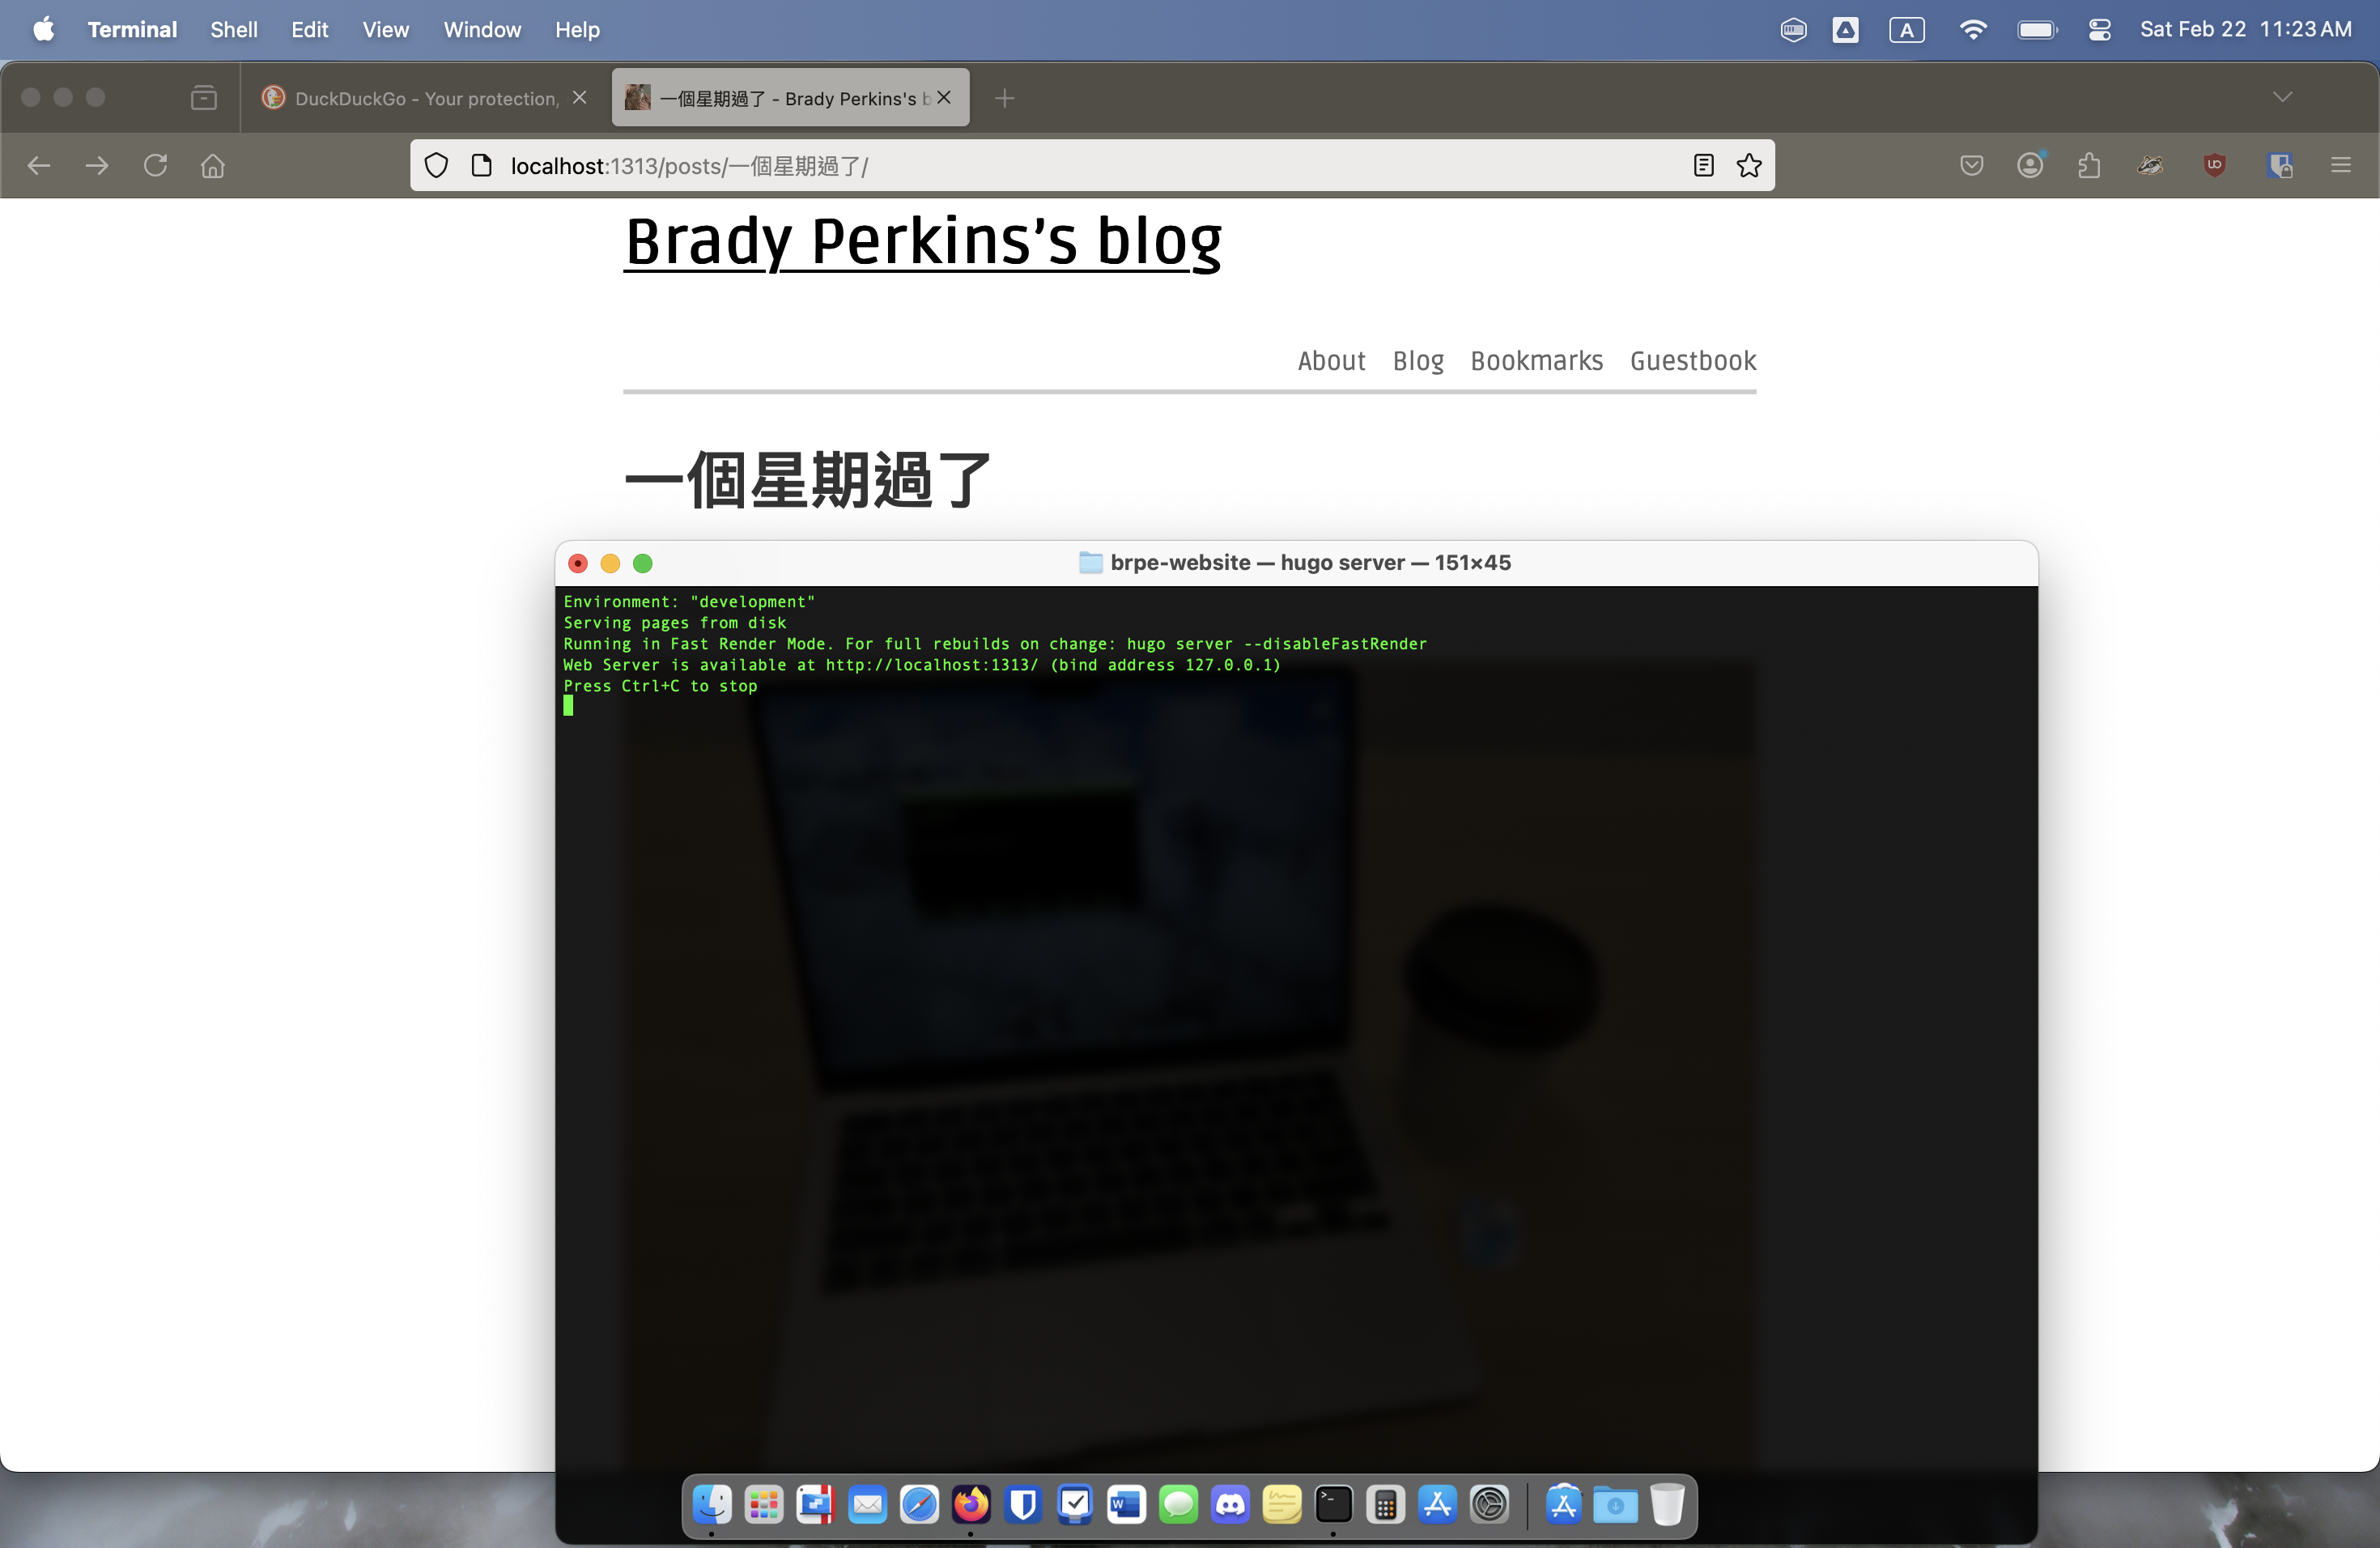 Terminal Shell Edit View Window Help A Sat Feb 22 11:23 AM
DuckDuckGo - Your protection, 一個星期過了 - Brady Perkins's b
localhost:1313/posts/一個星期過了/
Brady Perkins’s blog
About Blog Bookmarks Guestbook
一個星期過了
brpe-website — hugo server — 151×45
Environment: "development"
Serving pages from disk
Running in Fast Render Mode. For full rebuilds on change: hugo server --disableFastRender
Web Server is available at http://localhost:1313/ (bind address 127.0.0.1)
Press Ctrl+C to stop